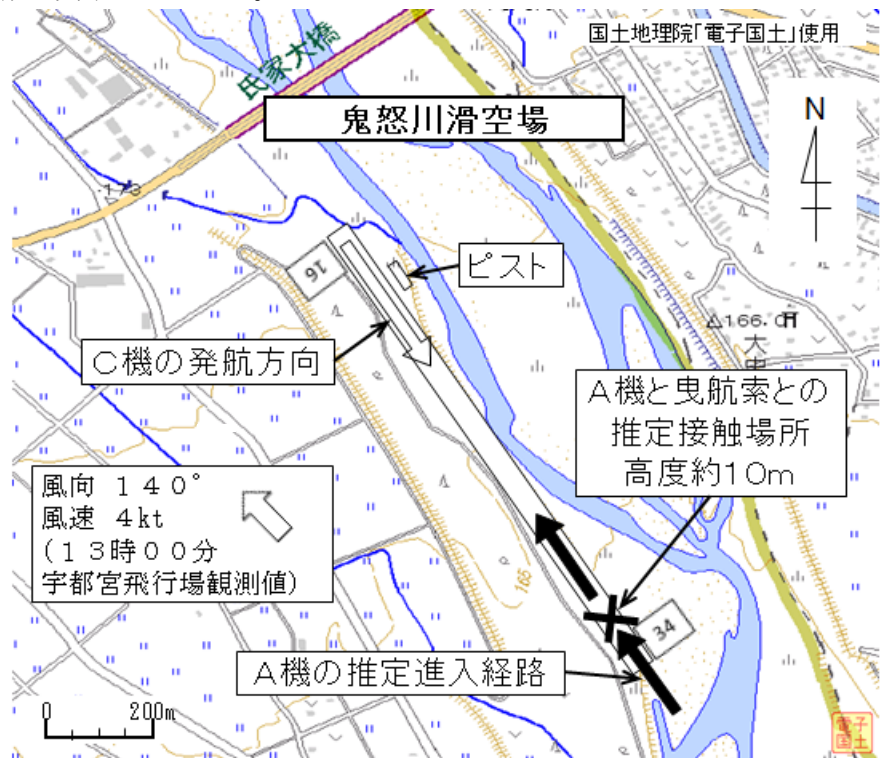 国土地理院「電子国土」使用
氏家大橋
鬼怒川滑空場
N
173
16
ピスト
166.0
C機の発航方向
A機と曳航索との
推定接触場所
高度約10m
風向 140°
風速 4kt
(13時00分
宇都宮飛行場観測値)
165
34
A機の推定進入経路
0 200m
電子
国土